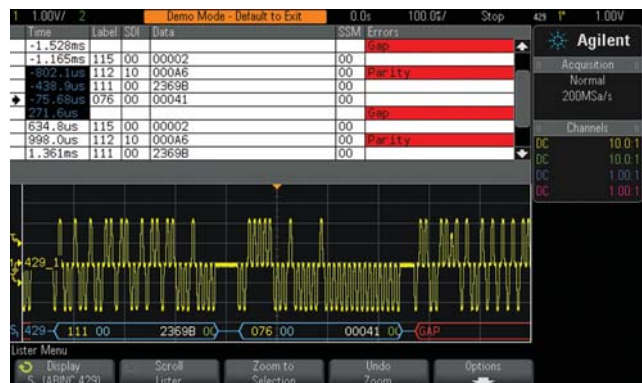 1 1.00V/ 2 Demo Mode - Default to Exit 0.0s 100.0 / Stop 429 1.00V
Time Label SDI Data SSM Errors
-1.528ms Gap
-1.165ms 115 00 00002 00
-802.1us 112 10 000A6 00 Parity
-438.9us 111 00 2369B 00
-75.68us 076 00 00041 00
271.6us Gap
634.8us 115 00 00002 00
998.0us 112 10 000A6 00 Parity
1.361ms 111 00 2369B 00
Agilent
Acquisition
Normal
200MSa/s
Channels
DC 10.0:1
DC 10.0:1
DC 1.00:1
DC 1.00:1
429_1
S1 429 111 00 2369B 00 076 00 00041 00 GAP
Lister Menu
Display Scroll Zoom to Undo Options
S (ARINC 429) Lister Selection Zoom